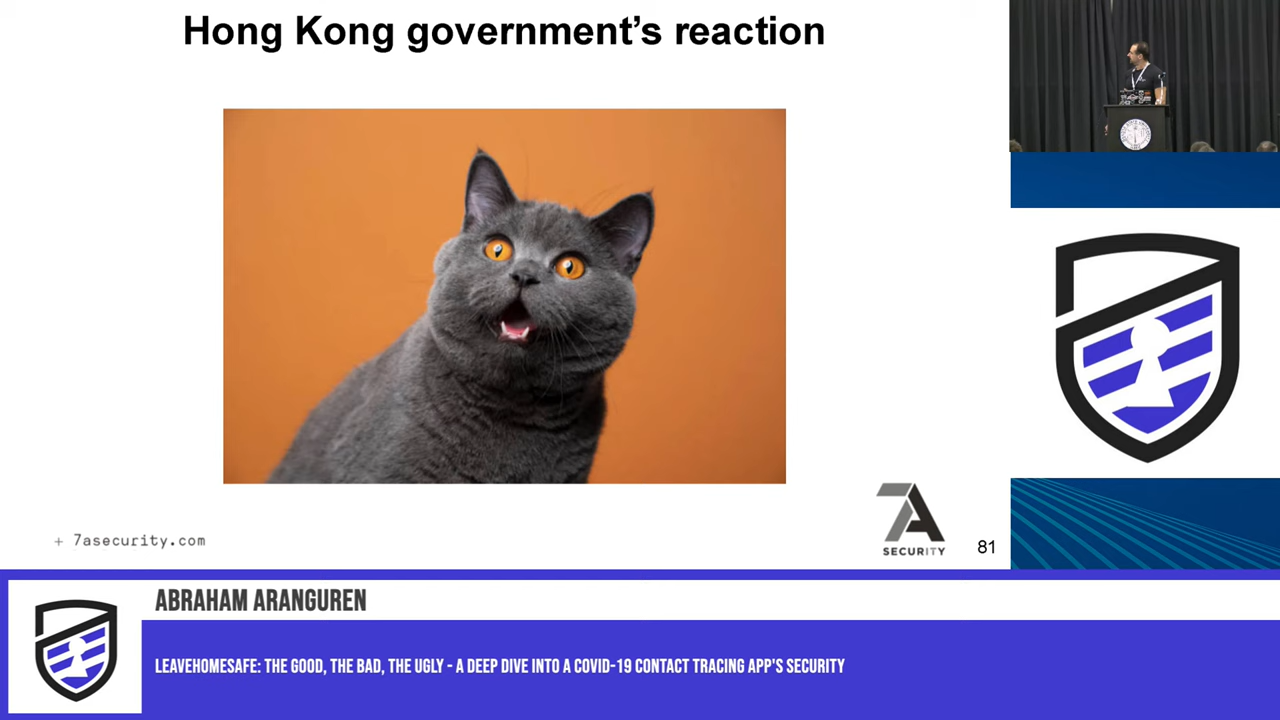 Hong Kong government’s reaction
+ 7asecurity.com
7A
SECURITY
81
ABRAHAM ARANGUREN
LEAVEHOMESAFE: THE GOOD, THE BAD, THE UGLY - A DEEP DIVE INTO A COVID-19 CONTACT TRACING APP'S SECURITY